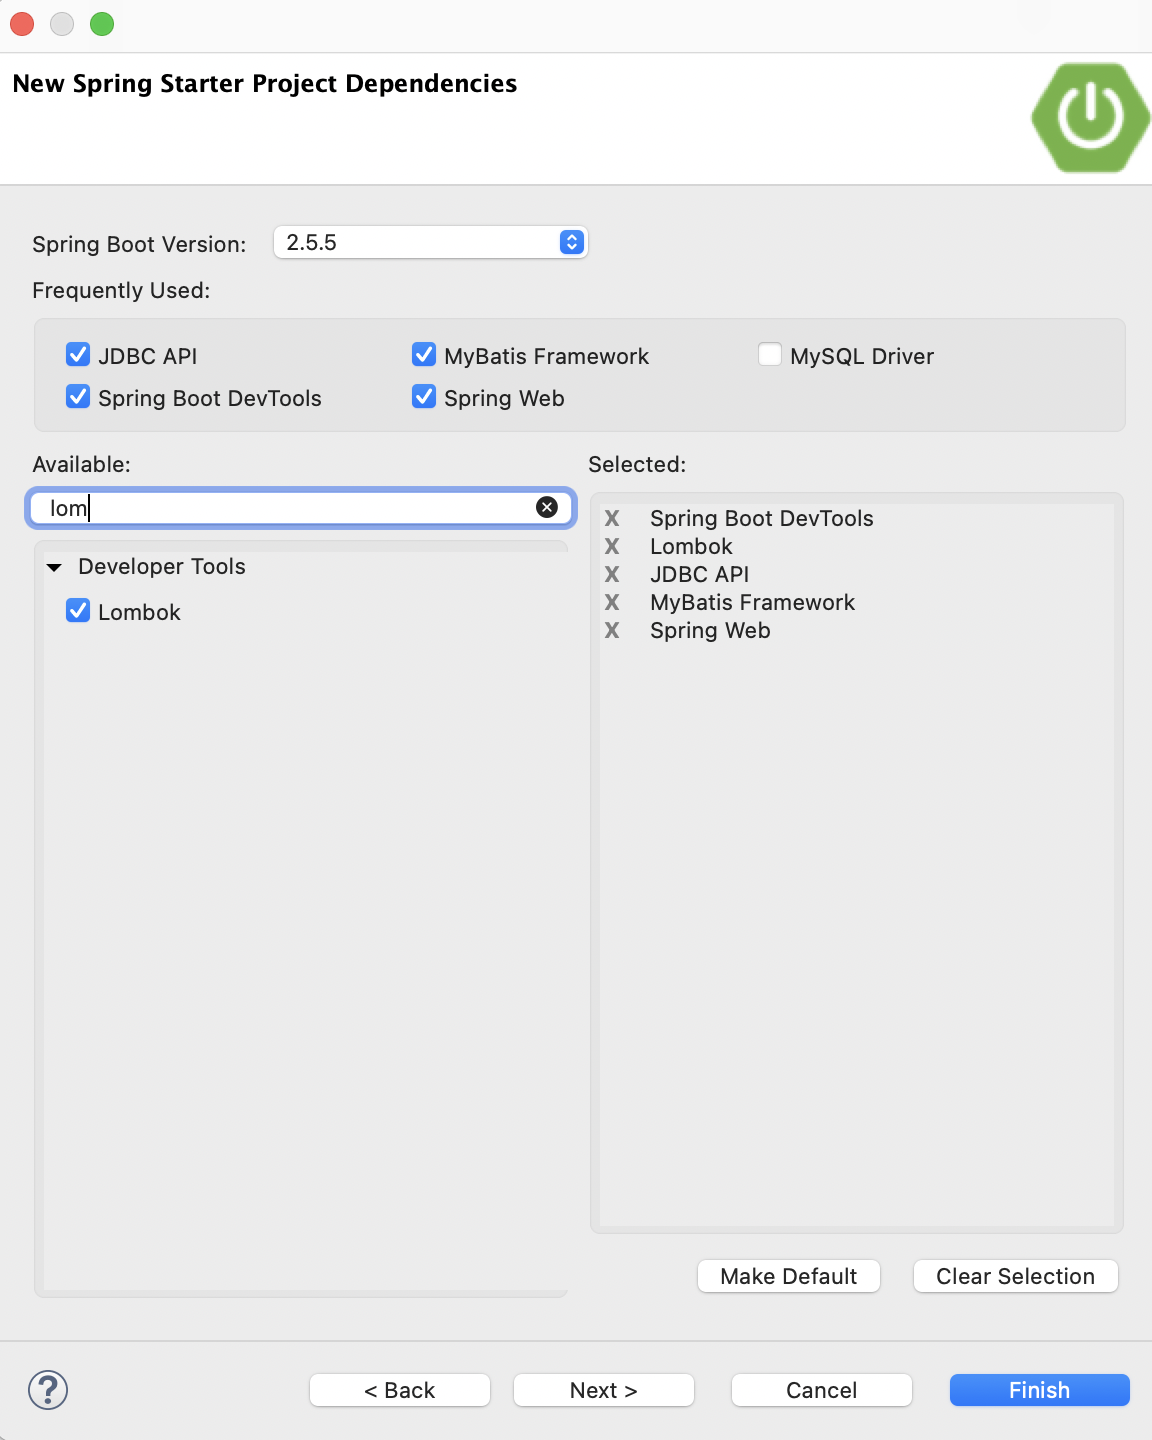 New Spring Starter Project Dependencies
Spring Boot Version: 2.5.5
Frequently Used:
JDBC API MyBatis Framework MySQL Driver
Spring Boot DevTools Spring Web
Available: Selected:
lom
Developer Tools
Lombok
X Spring Boot DevTools
X Lombok
X JDBC API
X MyBatis Framework
X Spring Web
Make Default Clear Selection
? < Back Next > Cancel Finish